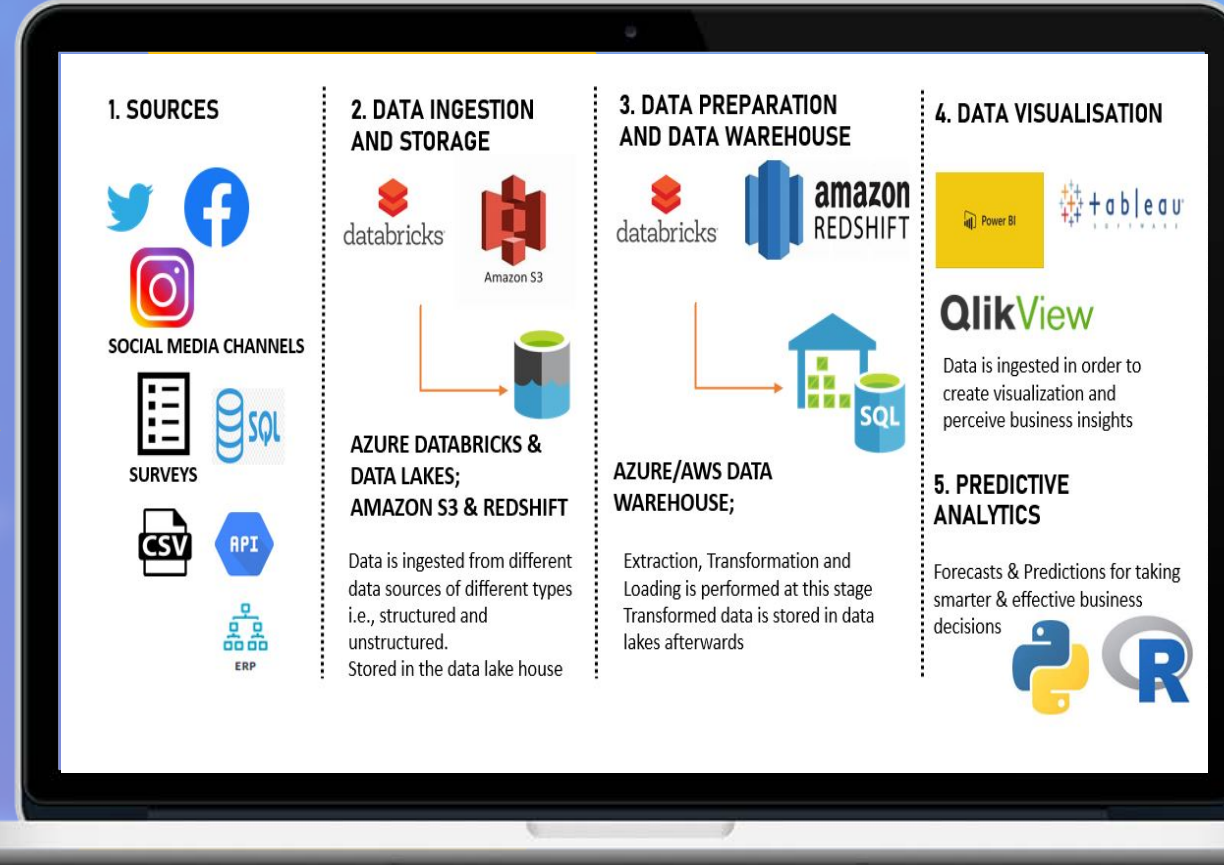 1. SOURCES
SOCIAL MEDIA CHANNELS
SQL
SURVEYS
CSV
API
ERP
2. DATA INGESTION
AND STORAGE
databricks
Amazon S3
AZURE DATABRICKS &
DATA LAKES;
AMAZON S3 & REDSHIFT
Data is ingested from different
data sources of different types
i.e., structured and
unstructured.
Stored in the data lake house
3. DATA PREPARATION
AND DATA WAREHOUSE
databricks
amazon
REDSHIFT
SQL
AZURE/AWS DATA
WAREHOUSE;
Extraction, Transformation and
Loading is performed at this stage
Transformed data is stored in data
lakes afterwards
4. DATA VISUALISATION
Power BI
tableau
SOFTWARE
QlikView
Data is ingested in order to
create visualization and
perceive business insights
5. PREDICTIVE
ANALYTICS
Forecasts & Predictions for taking
smarter & effective business
decisions
R